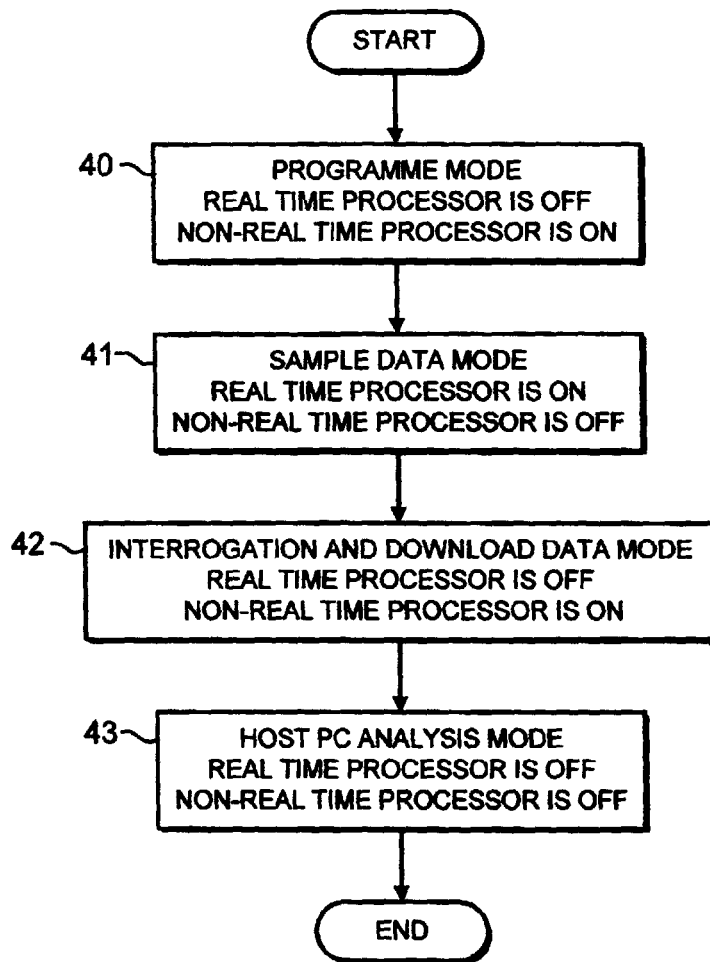 START
40
PROGRAMME MODE
REAL TIME PROCESSOR IS OFF
NON-REAL TIME PROCESSOR IS ON
41
SAMPLE DATA MODE
REAL TIME PROCESSOR IS ON
NON-REAL TIME PROCESSOR IS OFF
42
INTERROGATION AND DOWNLOAD DATA MODE
REAL TIME PROCESSOR IS OFF
NON-REAL TIME PROCESSOR IS ON
43
HOST PC ANALYSIS MODE
REAL TIME PROCESSOR IS OFF
NON-REAL TIME PROCESSOR IS OFF
END